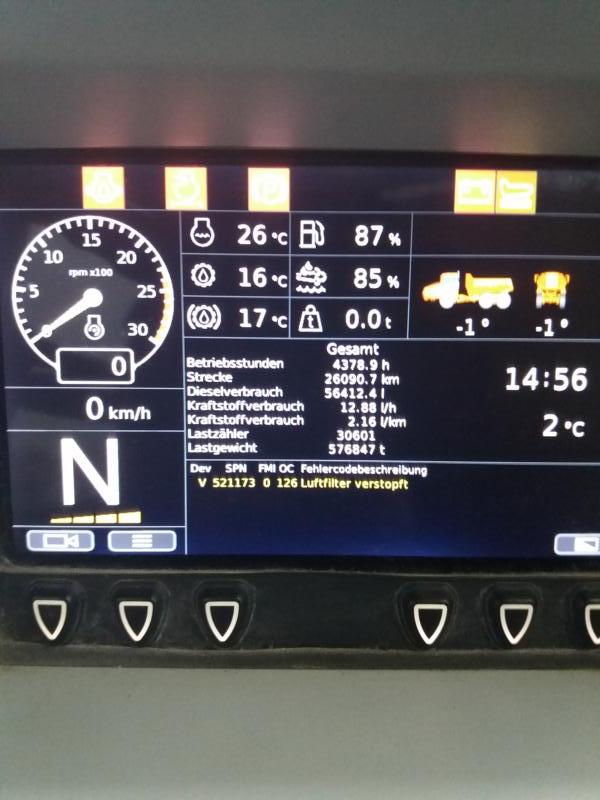 15
10
20
rpm x100
5
25
0
30
0
26 °C
87 %
16 °C
85 %
17 °C
t
0.0 t
-1 °
-1 °
0 km/h
N
Gesamt
Betriebsstunden 4378.9 h
Strecke 26090.7 km
Dieselverbrauch 56412.4 l
Kraftstoffverbrauch 12.88 l/h
Kraftstoffverbrauch 2.16 l/km
Lastzähler 30601
Lastgewicht 576847 t
14:56
2 °C
Dev SPN FMI OC Fehlercodebeschreibung
V 521173 0 126 Luftfilter verstopft